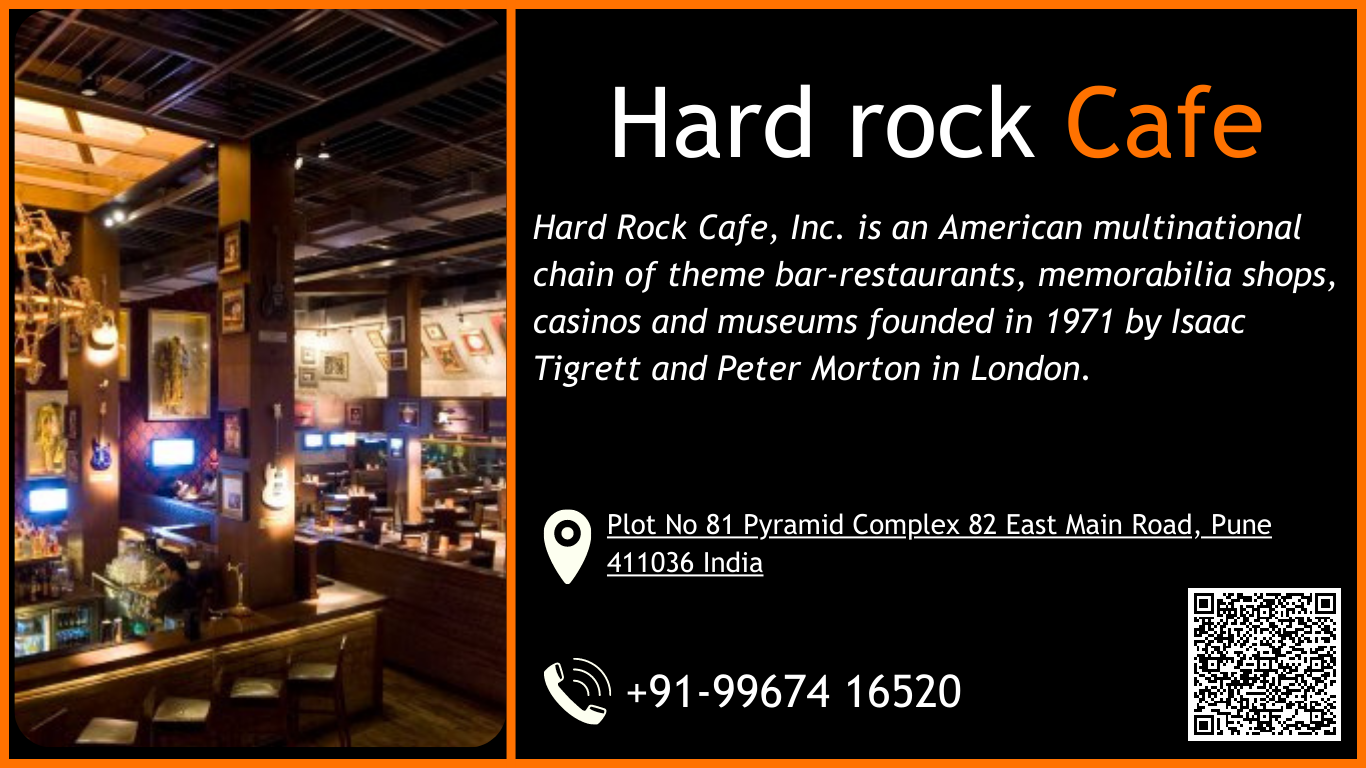 Hard rock Cafe
Hard Rock Cafe, Inc. is an American multinational
chain of theme bar-restaurants, memorabilia shops,
casinos and museums founded in 1971 by Isaac
Tigrett and Peter Morton in London.
Plot No 81 Pyramid Complex 82 East Main Road, Pune
411036 India
+91-99674 16520